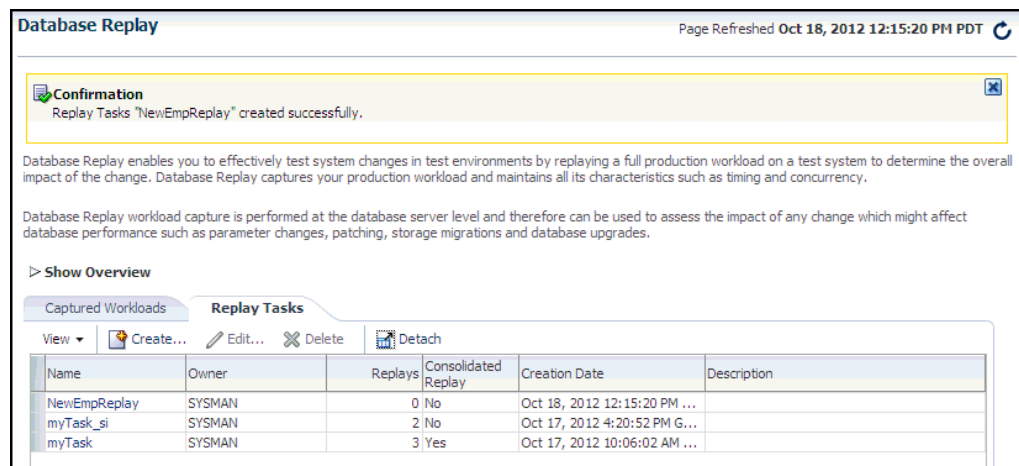 Database Replay
Page Refreshed Oct 18, 2012 12:15:20 PM PDT
Confirmation
Replay Tasks "NewEmpReplay" created successfully.
Database Replay enables you to effectively test system changes in test environments by replaying a full production workload on a test system to determine the overall
impact of the change. Database Replay captures your production workload and maintains all its characteristics such as timing and concurrency.
Database Replay workload capture is performed at the database server level and therefore can be used to assess the impact of any change which might affect
database performance such as parameter changes, patching, storage migrations and database upgrades.
Show Overview
Captured Workloads Replay Tasks
View Create... Edit... Delete Detach
Name Owner Replays Consolidated Replay Creation Date Description
NewEmpReplay SYSMAN 0 No Oct 18, 2012 12:15:20 PM ...
myTask_si SYSMAN 2 No Oct 17, 2012 4:20:52 PM G...
myTask SYSMAN 3 Yes Oct 17, 2012 10:06:02 AM ...